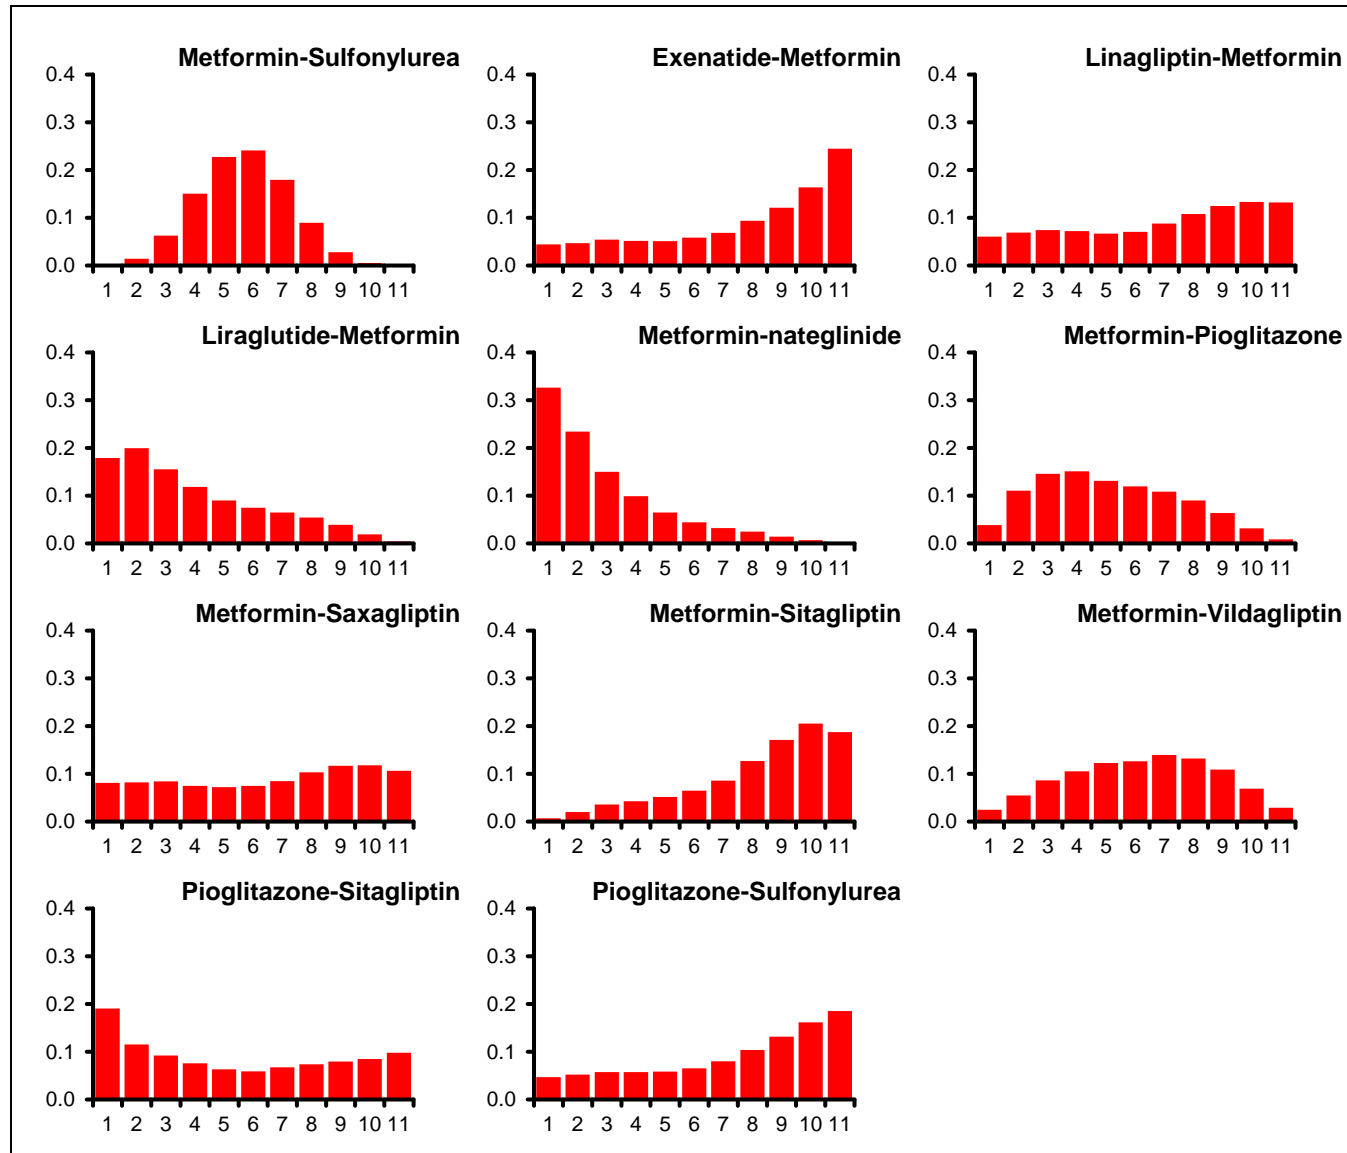 Metformin-Sulfonylurea Exenatide-Metformin Linagliptin-Metformin
0.4 0.4 0.4
0.3 0.3 0.3
0.2 0.2 0.2
0.1 0.1 0.1
0.0 0.0 0.0
1 2 3 4 5 6 7 8 9 10 11 1 2 3 4 5 6 7 8 9 10 11 1 2 3 4 5 6 7 8 9 10 11
Liraglutide-Metformin Metformin-nateglinide Metformin-Pioglitazone
0.4 0.4 0.4
0.3 0.3 0.3
0.2 0.2 0.2
0.1 0.1 0.1
0.0 0.0 0.0
1 2 3 4 5 6 7 8 9 10 11 1 2 3 4 5 6 7 8 9 10 11 1 2 3 4 5 6 7 8 9 10 11
Metformin-Saxagliptin Metformin-Sitagliptin Metformin-Vildagliptin
0.4 0.4 0.4
0.3 0.3 0.3
0.2 0.2 0.2
0.1 0.1 0.1
0.0 0.0 0.0
1 2 3 4 5 6 7 8 9 10 11 1 2 3 4 5 6 7 8 9 10 11 1 2 3 4 5 6 7 8 9 10 11
Pioglitazone-Sitagliptin Pioglitazone-Sulfonylurea
0.4 0.4
0.3 0.3
0.2 0.2
0.1 0.1
0.0 0.0
1 2 3 4 5 6 7 8 9 10 11 1 2 3 4 5 6 7 8 9 10 11